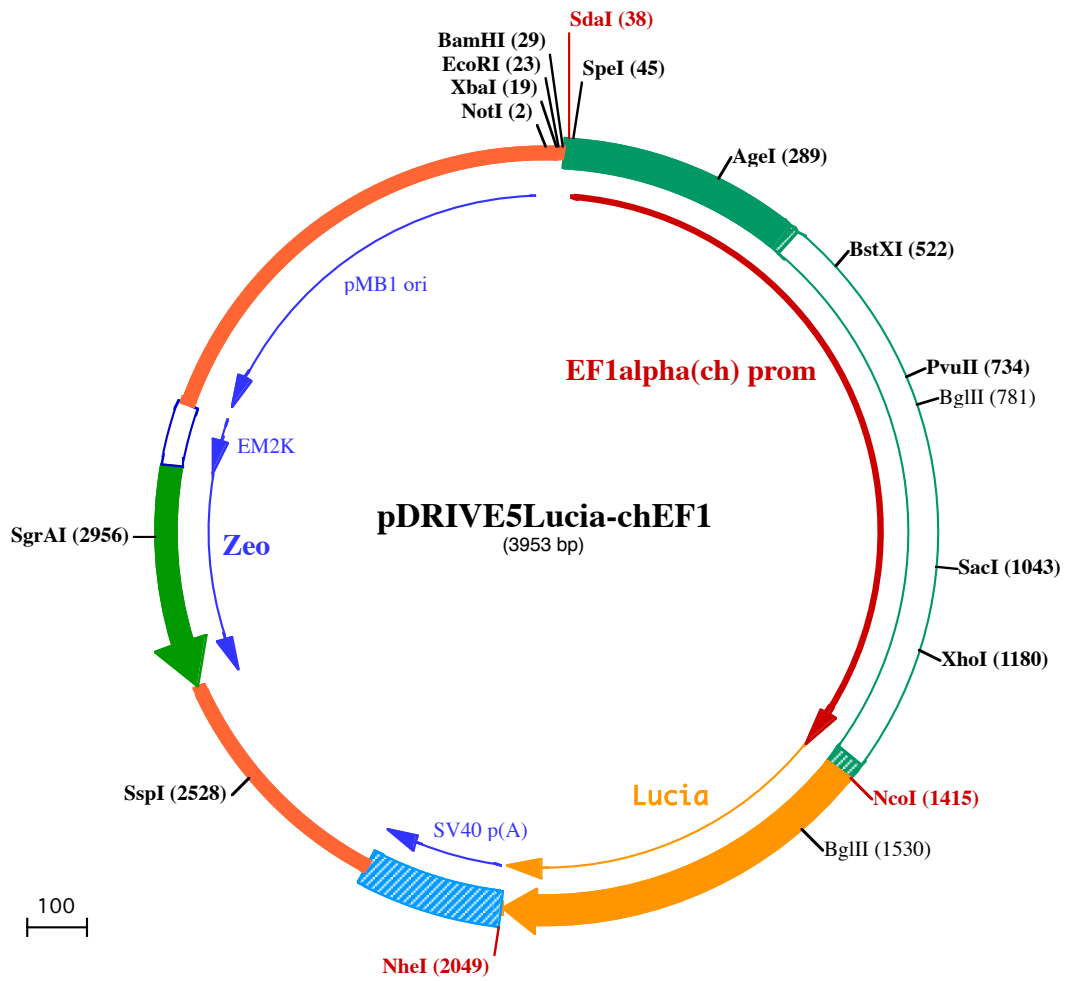 SdaI (38)
BamHI (29)
EcoRI (23)
SpeI (45)
XbaI (19)
NotI (2)
AgeI (289)
BstXI (522)
pMB1 ori
EF1alpha(ch) prom
PvuII (734)
BglII (781)
EM2K
pDRIVE5Lucia-chEF1
(3953 bp)
SgrAI (2956)
Zeo
SacI (1043)
XhoI (1180)
SspI (2528)
Lucia
NcoI (1415)
SV40 p(A)
BglII (1530)
100
NheI (2049)